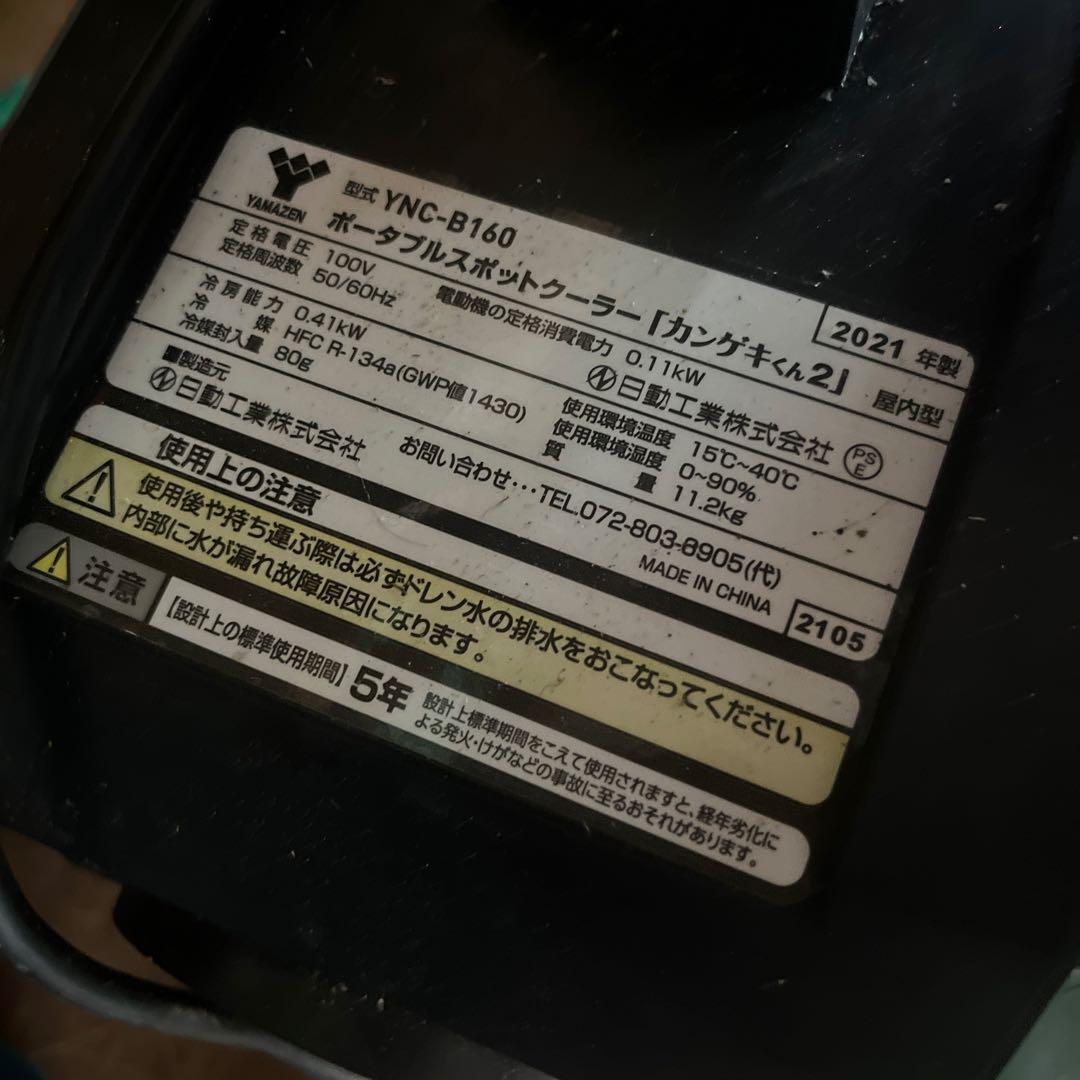 YAMAZEN
型式 YNC-B160
ポータブルスポットクーラー「カンゲキくん2」
2021 年製
屋内型
定格電圧 100V
定格周波数 50/60Hz
電動機の定格消費電力 0.11kW
日動工業株式会社
PS
E
冷房能力 0.41kW
冷媒 HFC R-134a(GWP値1430)
冷媒封入量 80g
使用環境温度 15℃~40℃
使用環境湿度 0~90%
質量 11.2kg
■製造元
日動工業株式会社
お問い合わせ…TEL.072-803-6905(代)
MADE IN CHINA
2105
使用上の注意
使用後や持ち運ぶ際は必ずドレン水の排水をおこなってください。
内部に水が漏れ故障原因になります。
注意
【設計上の標準使用期間】5年
設計上標準期間をこえて使用されますと、経年劣化に
よる発火・けがなどの事故に至るおそれがあります。